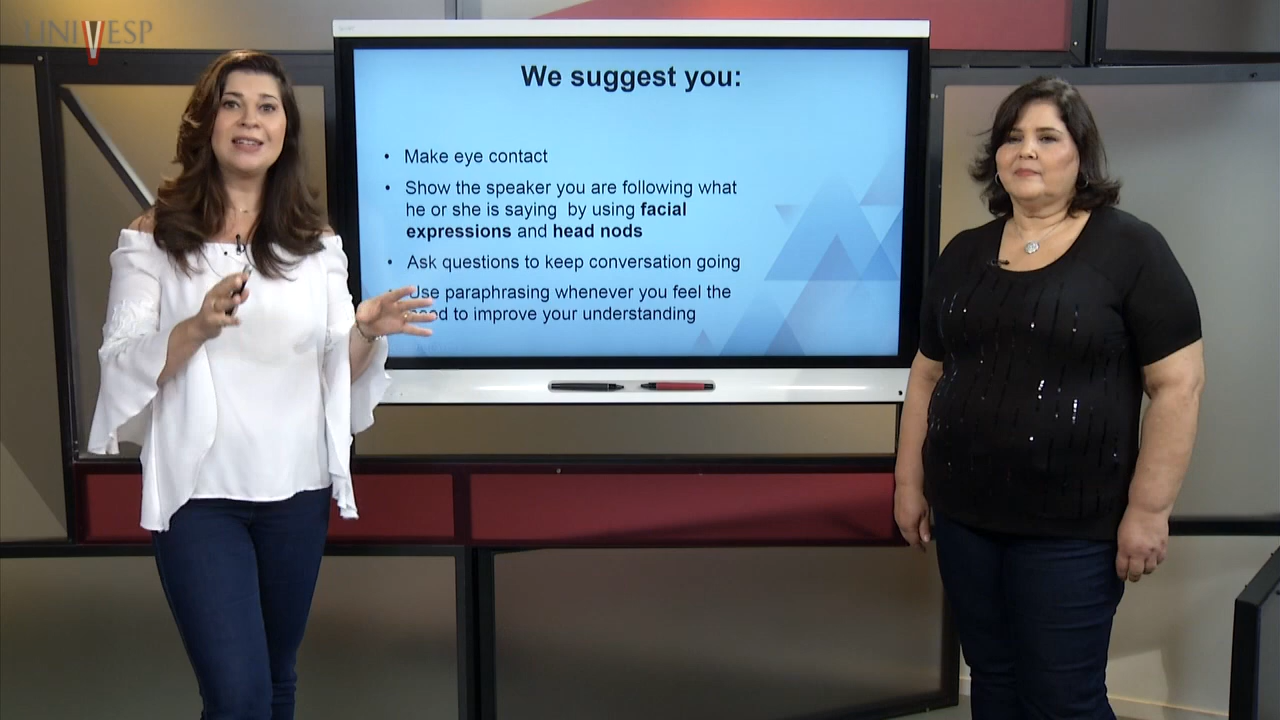 UNIVESP
We suggest you:
• Make eye contact
• Show the speaker you are following what
he or she is saying by using facial
expressions and head nods
• Ask questions to keep conversation going
• Use paraphrasing whenever you feel the
need to improve your understanding